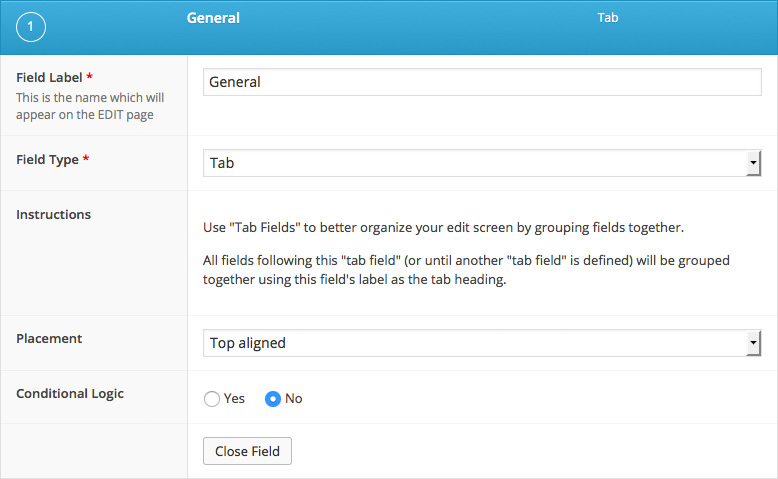 1 General Tab
Field Label * General
This is the name which will
appear on the EDIT page
Field Type * Tab
Instructions
Use "Tab Fields" to better organize your edit screen by grouping fields together.
All fields following this "tab field" (or until another "tab field" is defined) will be grouped
together using this field's label as the tab heading.
Placement Top aligned
Conditional Logic Yes No
Close Field